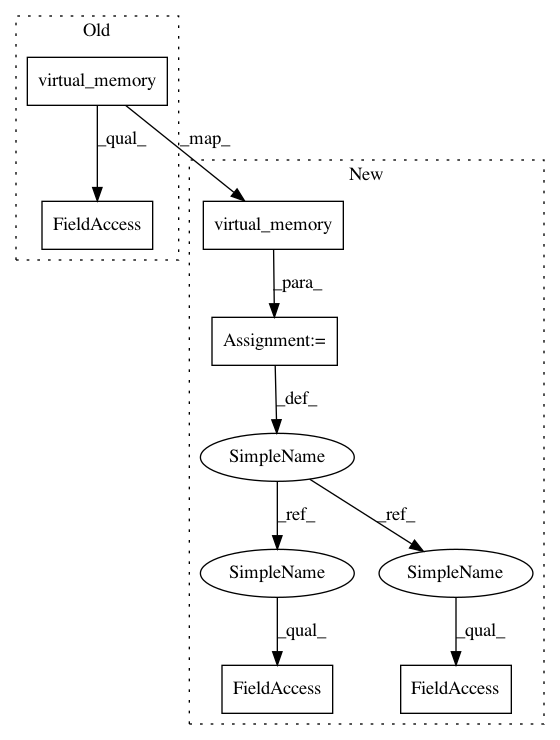 Old
virtual_memory
_qual_
_map_
New
FieldAccess
virtual_memory
_para_
Assignment:=
_def_
SimpleName
_ref_
_ref_
SimpleName
SimpleName
_qual_
_qual_
FieldAccess
FieldAccess